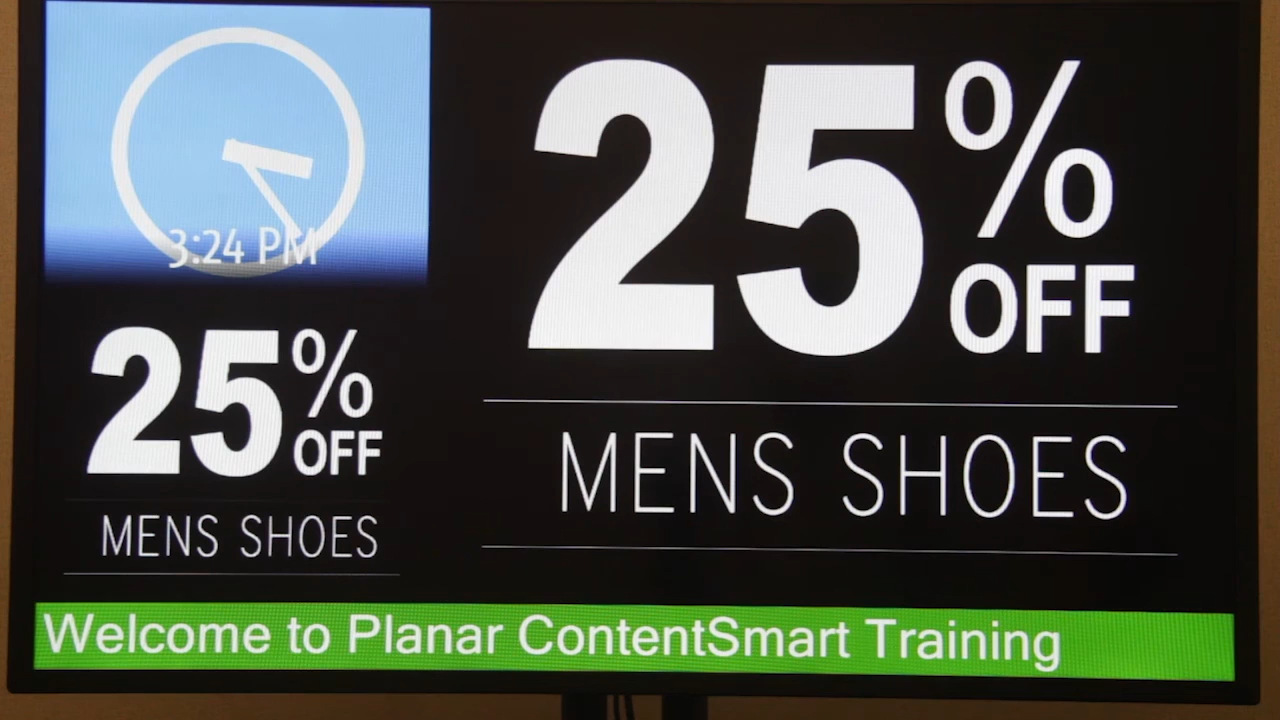 3:24 PM
25%
OFF
MENS SHOES
25%
OFF
MENS SHOES
Welcome to Planar ContentSmart Training